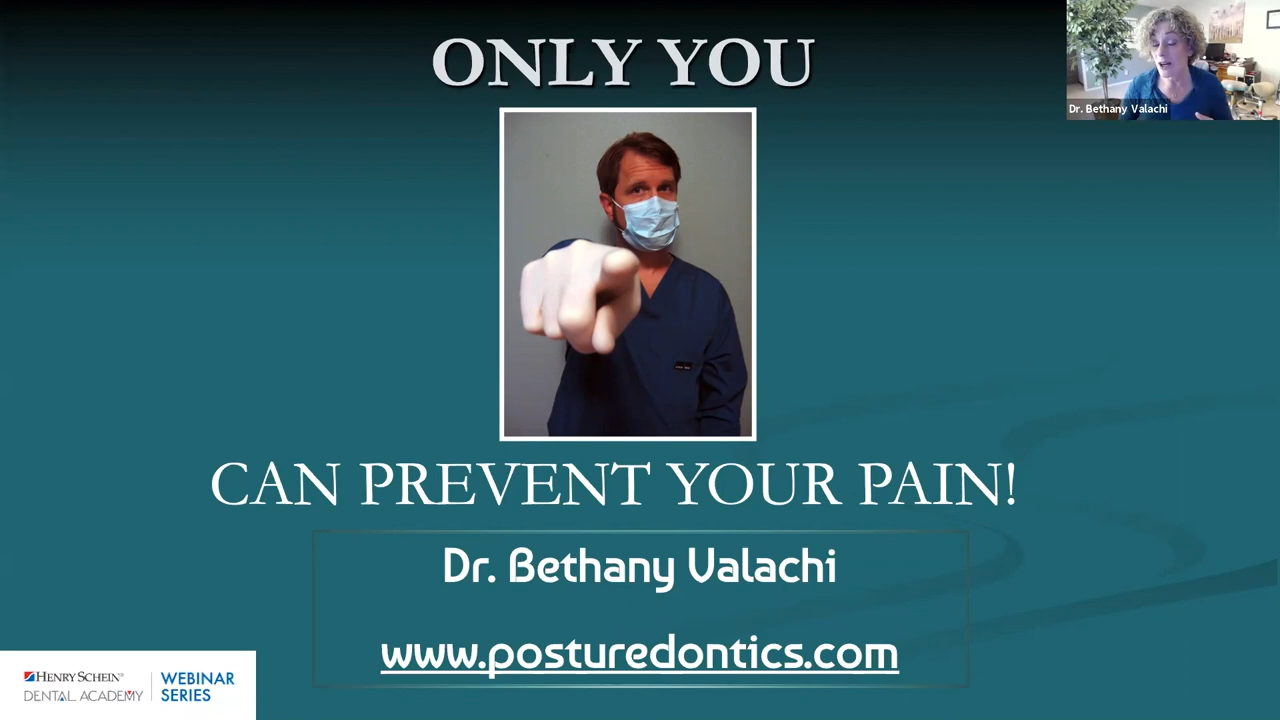 ONLY YOU
Dr. Bethany Valachi
CAN PREVENT YOUR PAIN!
Dr. Bethany Valachi
www.posturedontics.com
HENRY SCHEIN®
DENTAL ACADEMY
WEBINAR
SERIES